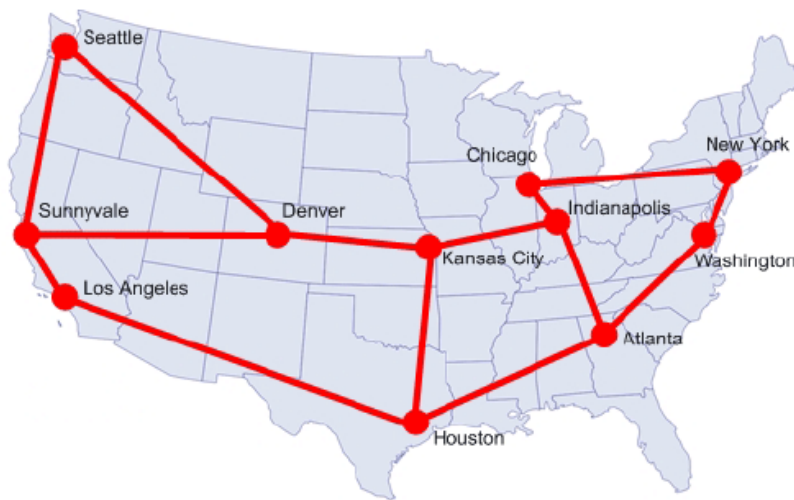 Seattle
New York
Chicago
Sunnyvale
Denver
Indianapolis
Kansas City
Washington
Los Angeles
Atlanta
Houston